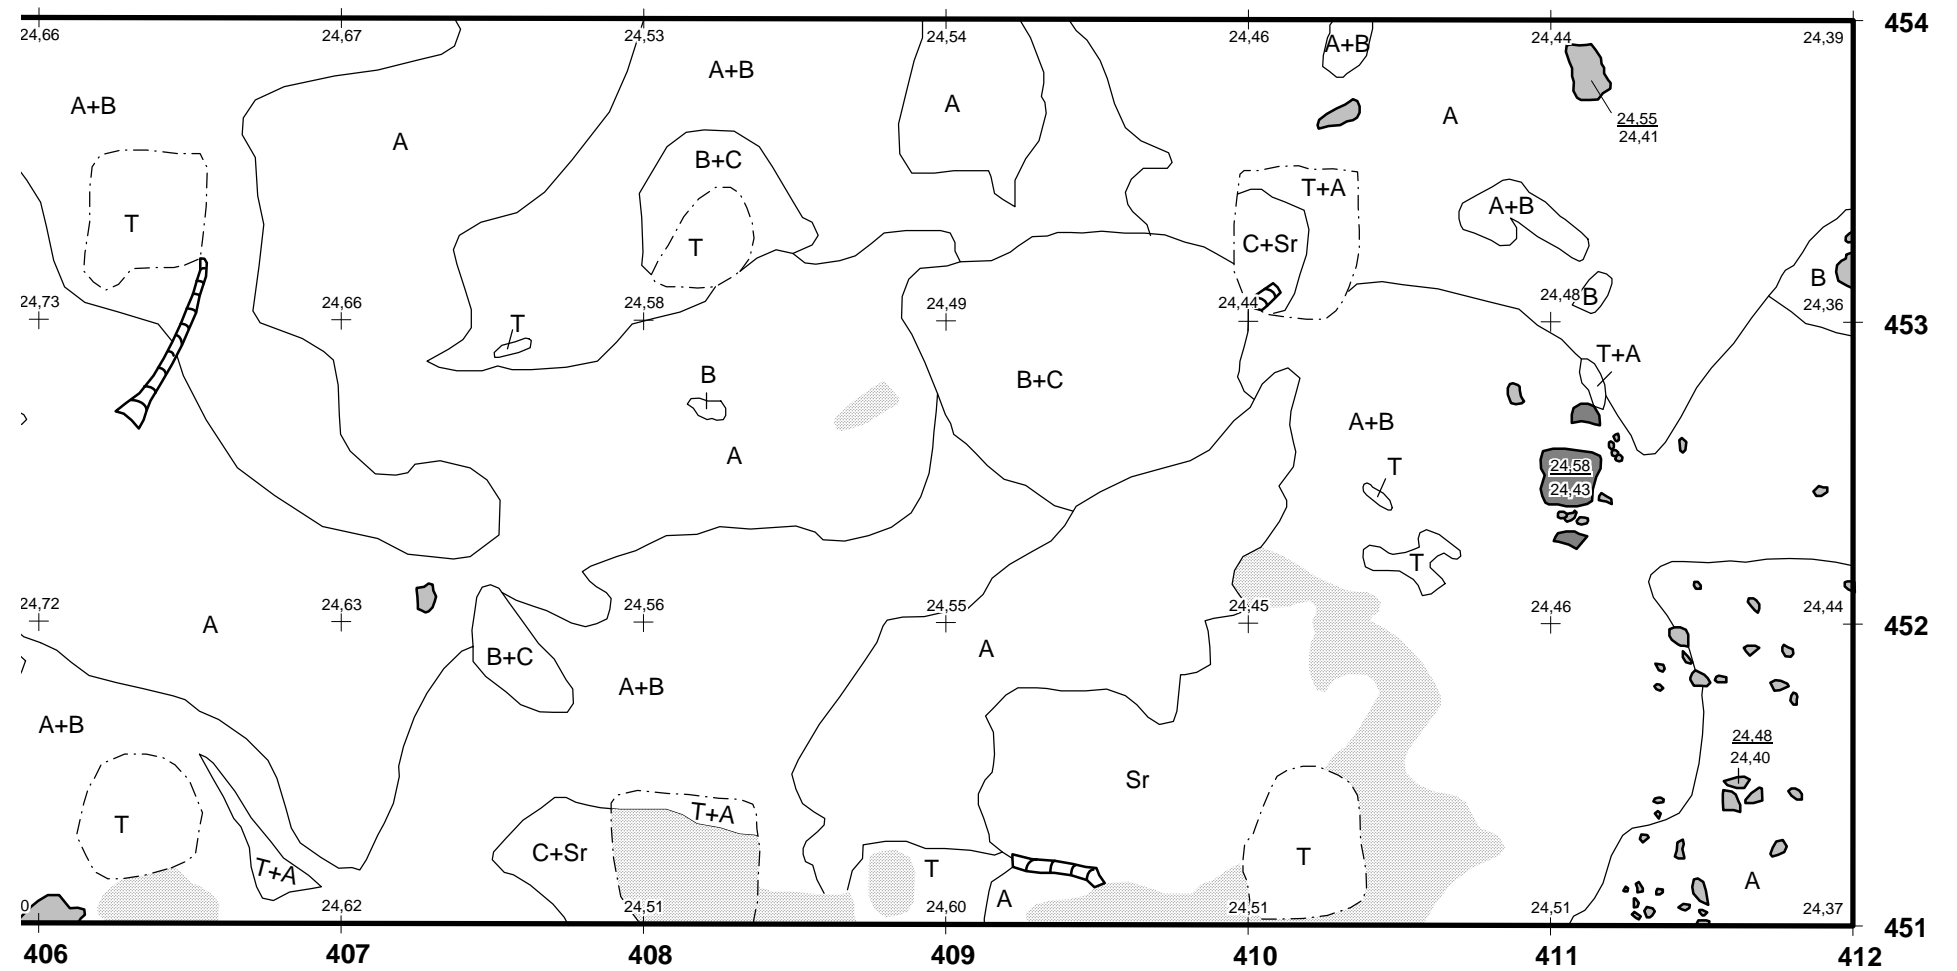 24,66 24,67 24,53 24,54 24,46 24,44 24,39 454
A+B
A+B
A+B
A
A
A
24,55
24,41
A
B+C
T+A
A+B
T
T
C+Sr
B
24,73 24,66 24,58 24,49 24,44 24,48 B 24,36
453
T
T+A
B
B+C
A+B
A
T
24,58
24,43
T
24,72 24,63 24,56 24,55 24,45 24,46 24,44
452
A
A
B+C
A+B
A+B
24,48
24,40
Sr
T+A
T
C+Sr
T
T+A
T
A
A
0 24,62 24,51 24,60 24,51 24,51 24,37
451
406 407 408 409 410 411 412